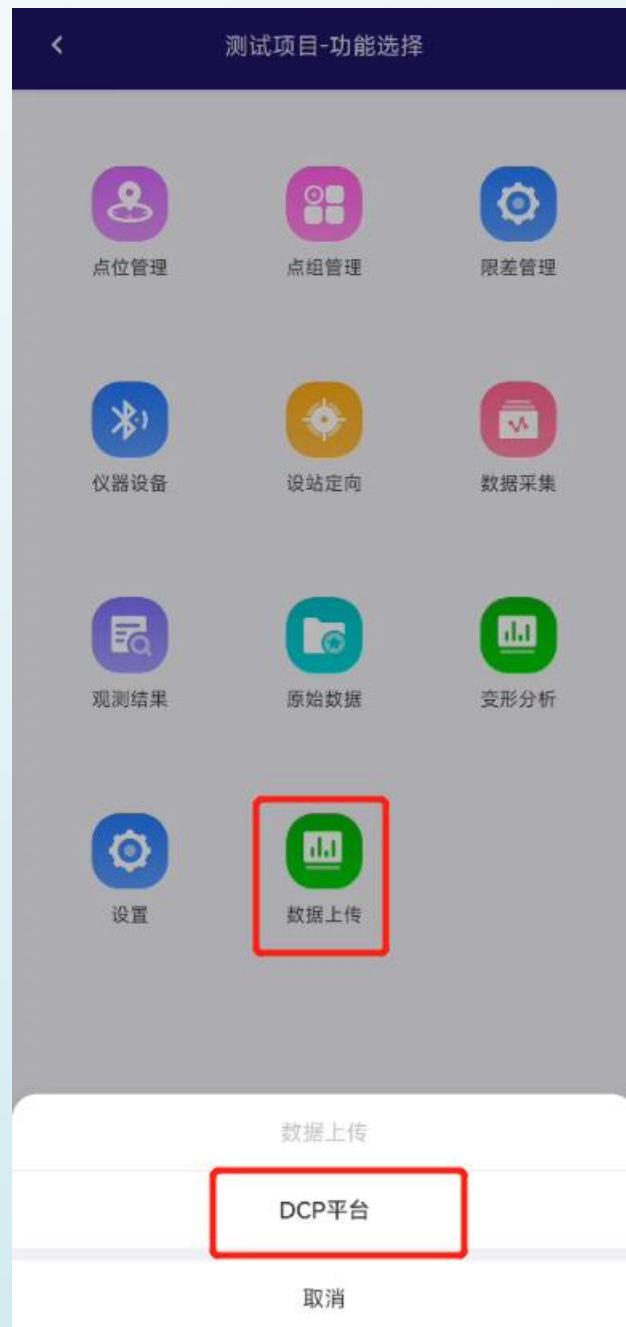 测试项目-功能选择
点位管理
点组管理
限差管理
仪器设备
设站定向
数据采集
观测结果
原始数据
变形分析
设置
数据上传
数据上传
DCP平台
取消